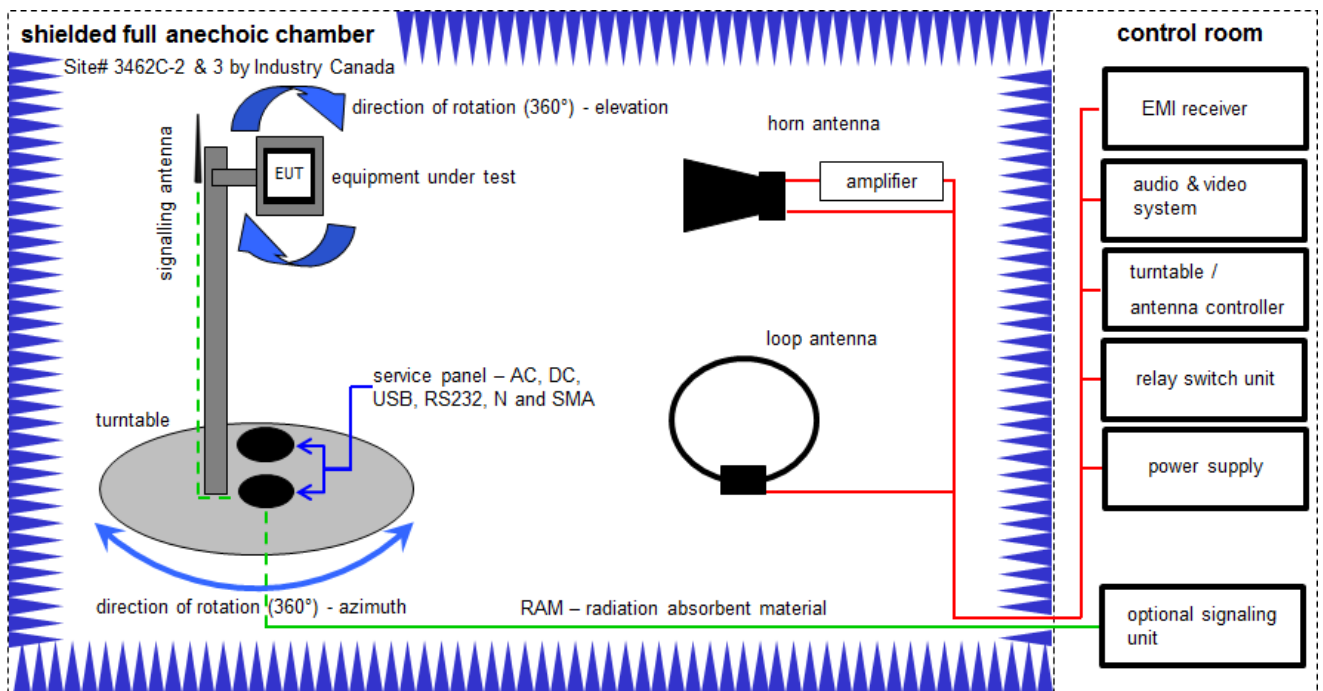 shielded full anechoic chamber
Site# 3462C-2 & 3 by Industry Canada
direction of rotation (360°) - elevation
signalling antenna
EUT
equipment under test
horn antenna
amplifier
loop antenna
service panel – AC, DC,
USB, RS232, N and SMA
turntable
direction of rotation (360°) - azimuth
RAM – radiation absorbent material
control room
EMI receiver
audio & video
system
turntable /
antenna controller
relay switch unit
power supply
optional signaling
unit